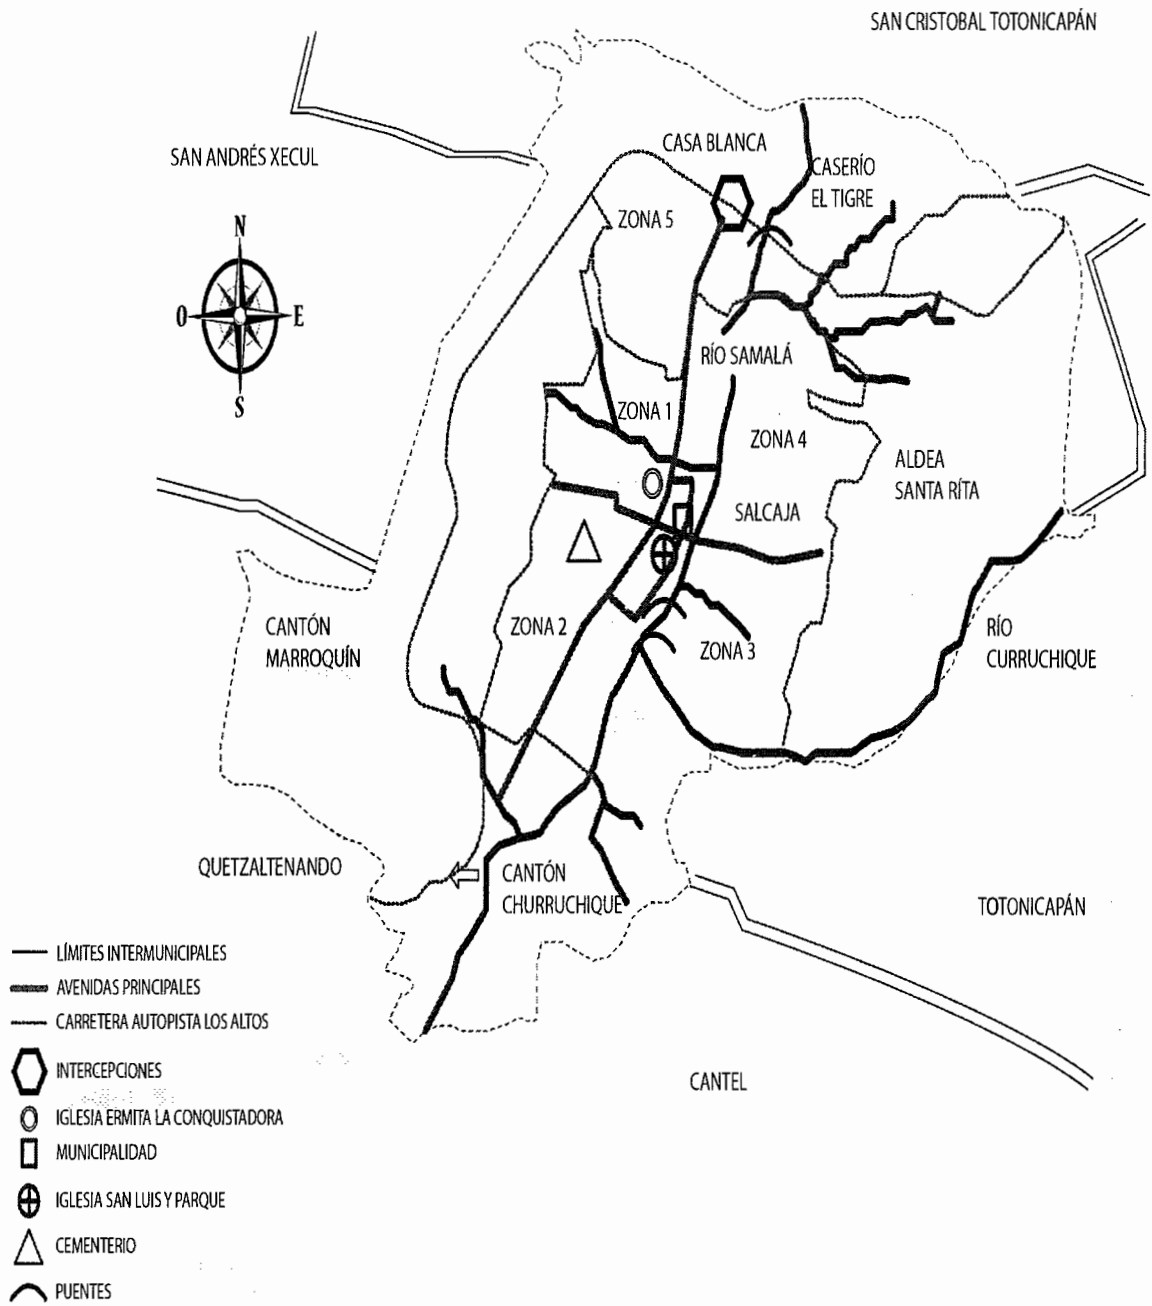 SAN CRISTOBAL TOTONICAPÁN
SAN ANDRÉS XECUL
CASA BLANCA
CASERÍO
EL TIGRE
ZONA 5
N
O
E
S
RÍO SAMALÁ
ZONA 1
ZONA 4
ALDEA
SANTA RÍTA
SALCAJA
CANTÓN
MARROQUÍN
ZONA 2
ZONA 3
RÍO
CURRUCHIQUE
QUETZALTENANDO
CANTÓN
CHURRUCHIQUE
TOTONICAPÁN
CANTEL
LÍMITES INTERMUNICIPALES
AVENIDAS PRINCIPALES
CARRETERA AUTOPISTA LOS ALTOS
INTERCEPCIONES
IGLESIA ERMITA LA CONQUISTADORA
MUNICIPALIDAD
IGLESIA SAN LUIS Y PARQUE
CEMENTERIO
PUENTES